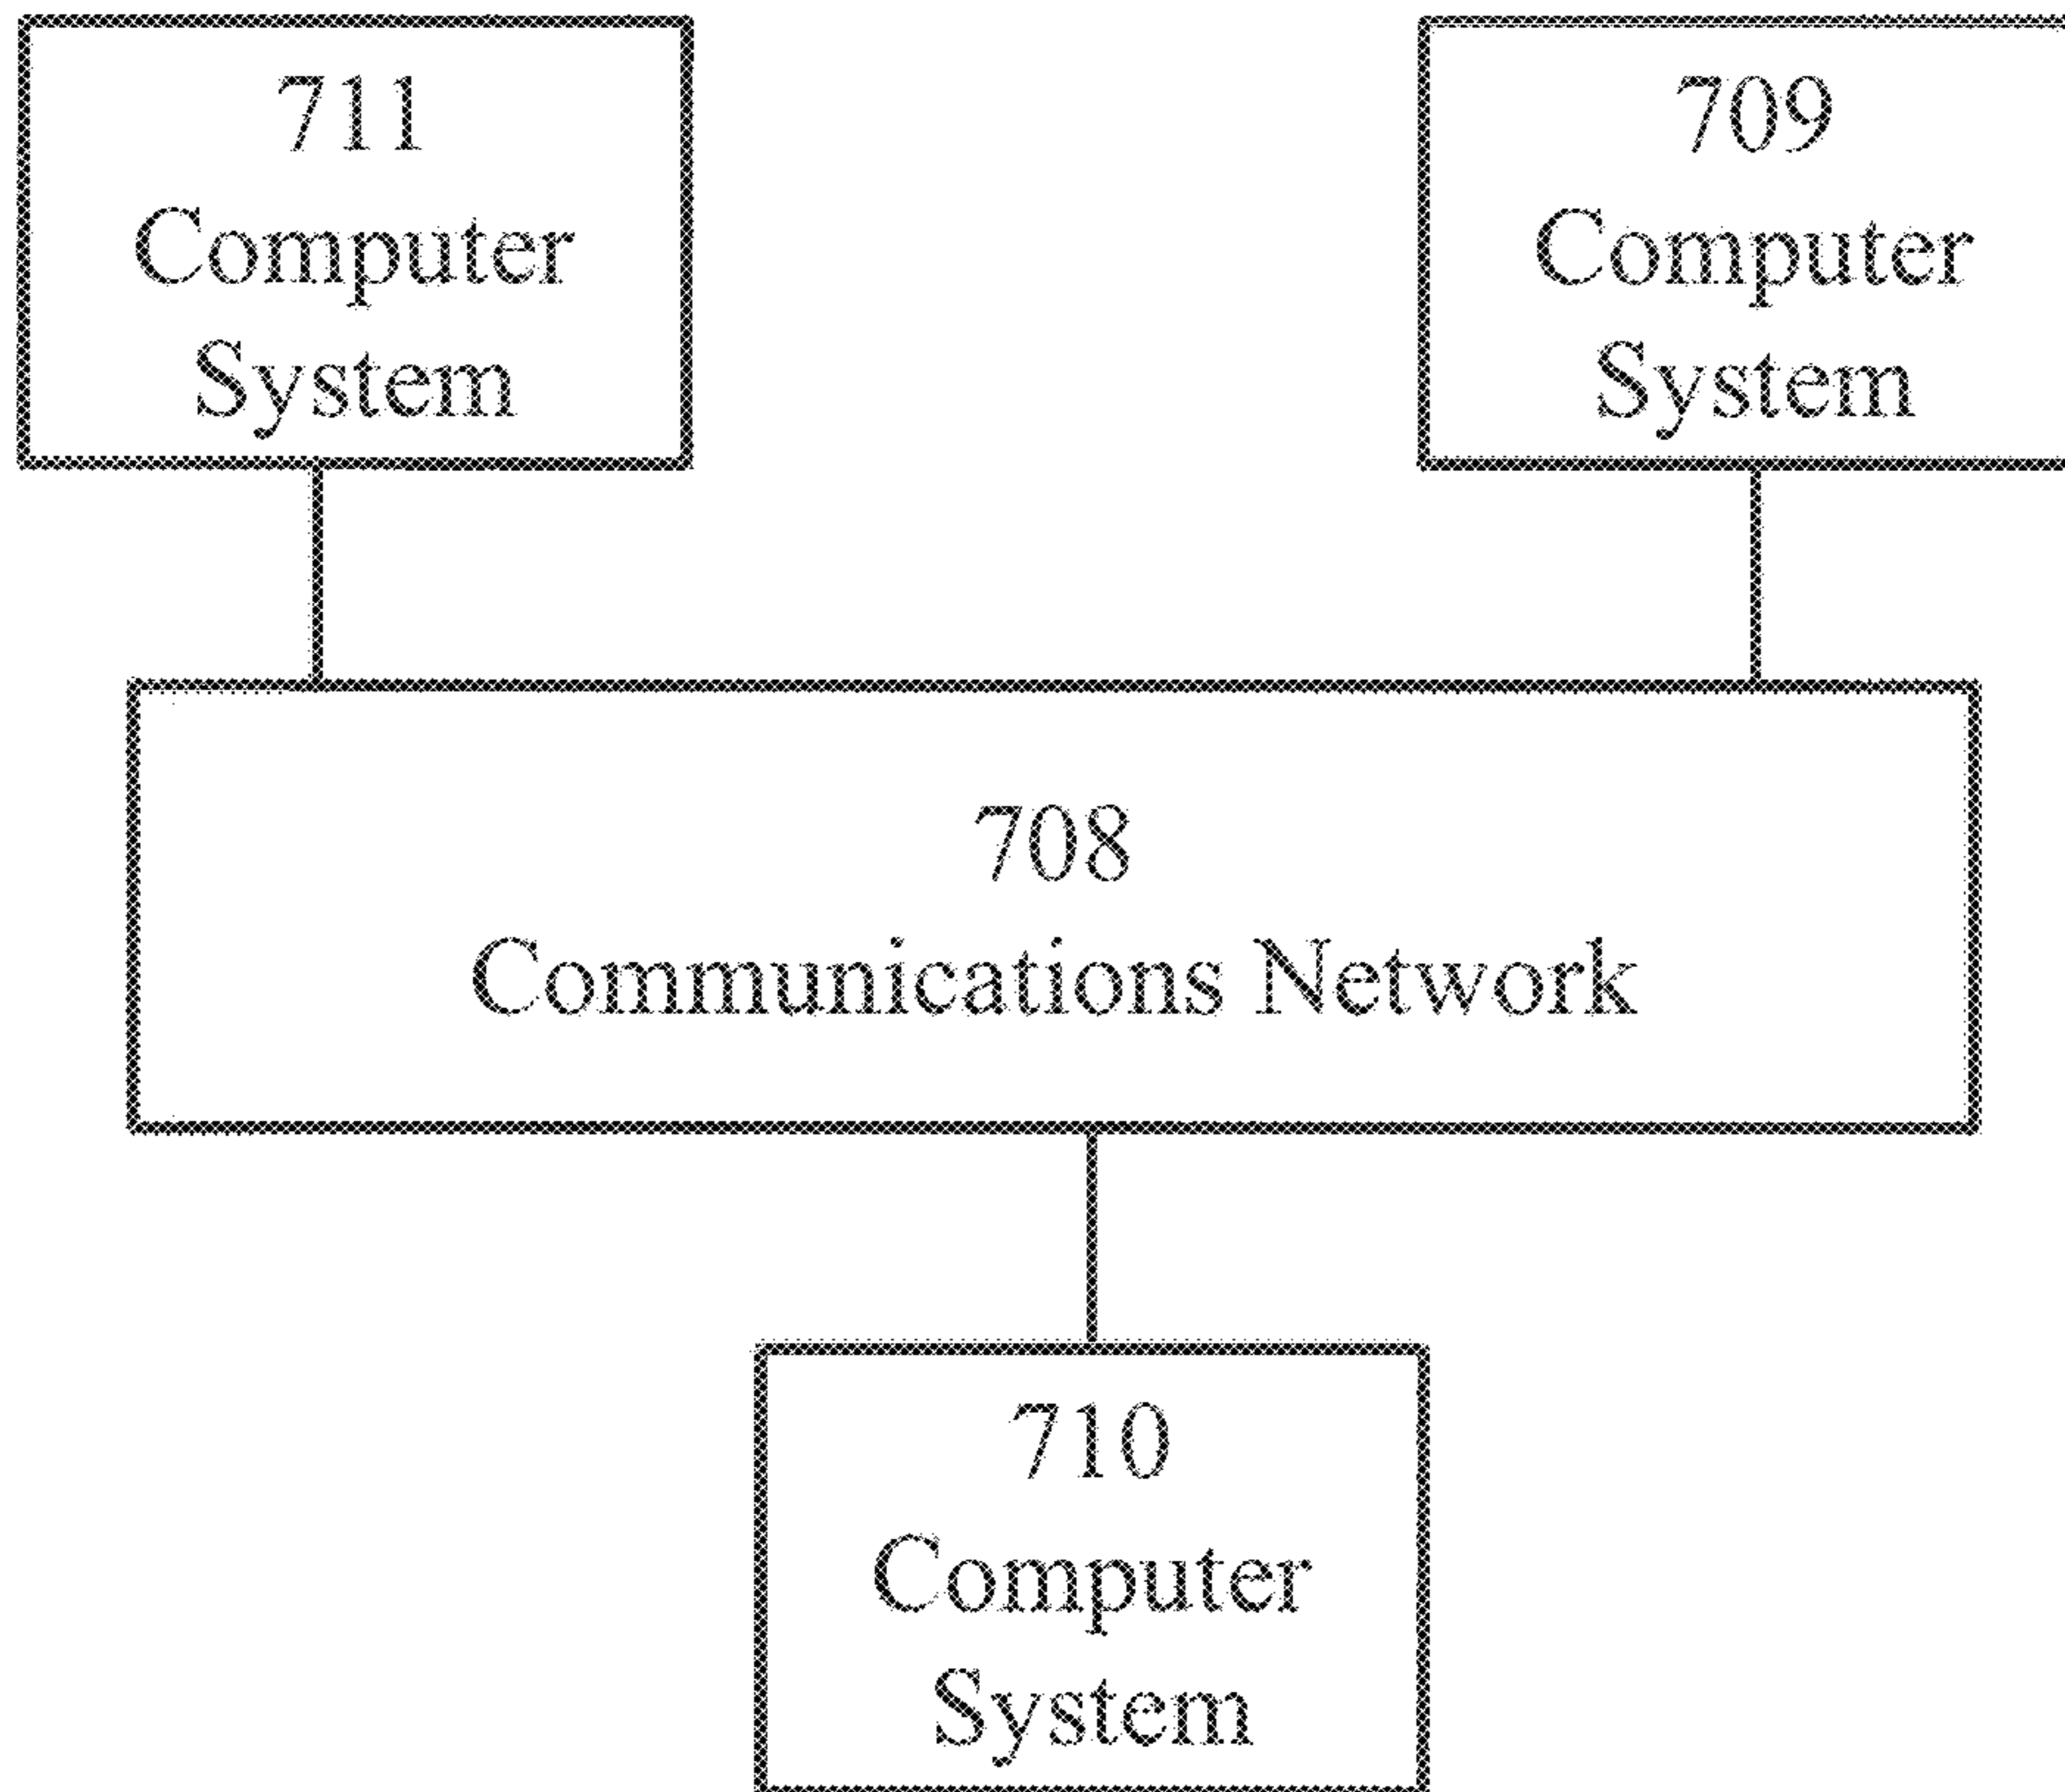 711
Computer
System
709
Computer
System
708
Communications Network
710
Computer
System